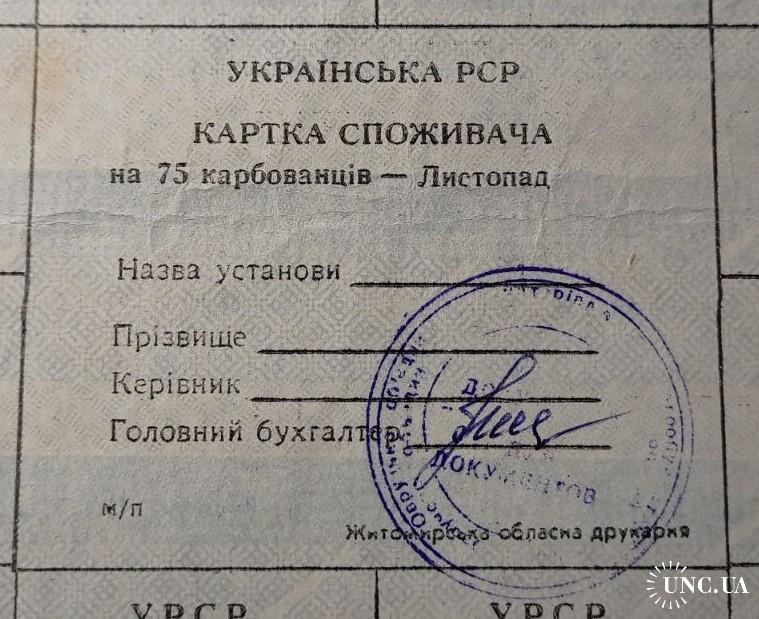 УКРАЇНСЬКА РСР
КАРТКА СПОЖИВАЧА
на 75 карбованців — Листопад
Назва установи
Прізвище
Керівник
Головний бухгалтер
ДОКУМЕНТОВ
м/п
Житомирська обласна друкарня
УРСР УРСР
UNC.UA